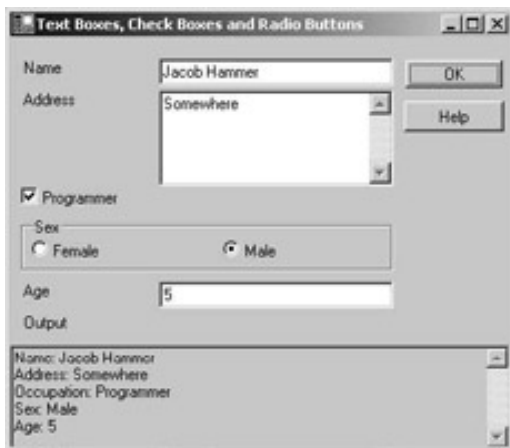 Text Boxes, Check Boxes and Radio Buttons
Name
Jacob Hammer
OK
Address
Somewhere
Help
Programmer
Sex
Female
Male
Age
5
Output
Name: Jacob Hammer
Address: Somewhere
Occupation: Programmer
Sex: Male
Age: 5